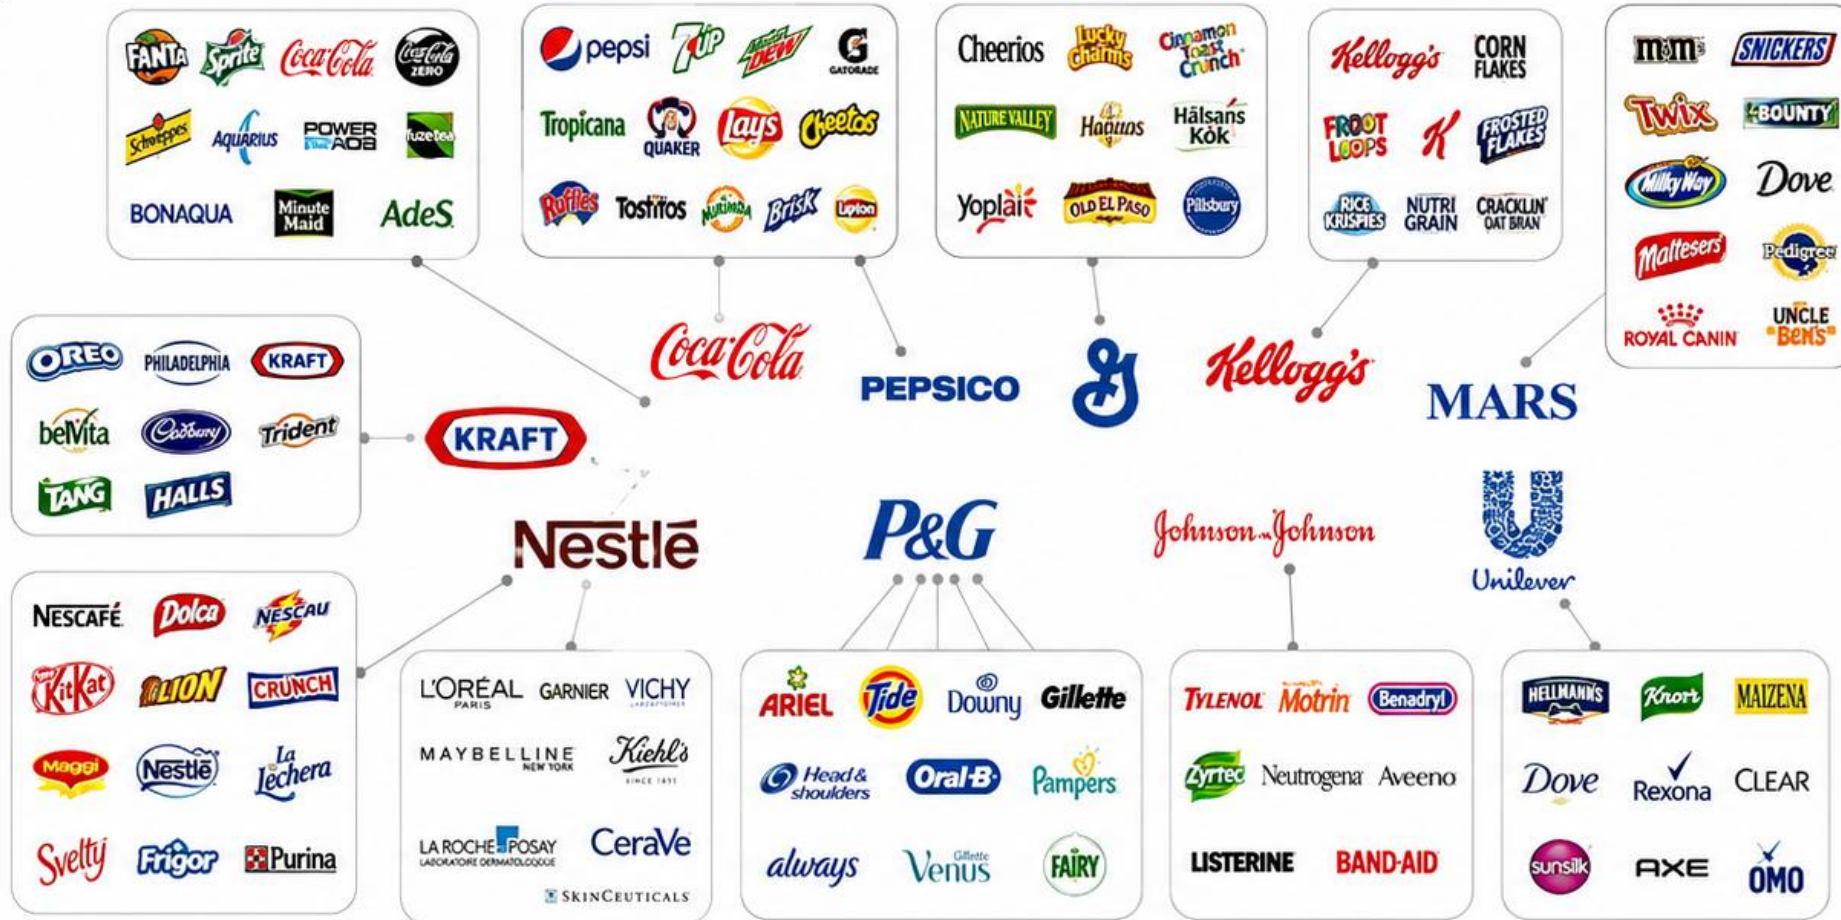 FANTA Sprite Coca-Cola Coca-Cola ZERO
Schweppes AQUARIUS POWERADE fuzetea
BONAQUA Minute Maid AdeS
pepsi 7UP Mountain DEW G GATORADE
Tropicana QUAKER Lay's Cheetos
Ruffles Tostitos Brisk Lipton
Cheerios Lucky Charms Cinnamon Toast Crunch
NATURE VALLEY Hälsans Kök
Yoplait OLD EL PASO Pillsbury
Kellogg's CORN FLAKES
FROOT LOOPS K FROSTED FLAKES
RICE KRISPIES NUTRI GRAIN CRACKLIN' OAT BRAN
m&m's SNICKERS
TWIX BOUNTY
Milky Way Dove
Maltesers Pedigree
ROYAL CANIN UNCLE BEN'S
OREO PHILADELPHIA KRAFT
belVita Cadbury Trident
TANG HALLS
KRAFT
Coca-Cola
PEPSICO
G
Kellogg's
MARS
Nestlé
P&G
Johnson & Johnson
U
Unilever
NESCAFÉ Dolca NESCAU
KitKat LION CRUNCH
Maggi Nestlé La Lechera
Svelty Frigor Purina
L'ORÉAL PARIS GARNIER VICHY
MAYBELLINE NEW YORK Kiehl's
LA ROCHE POSAY CeraVe
SKINCEUTICALS
ARIEL Tide Downy Gillette
Head & shoulders Oral-B Pampers
always Gillette Venus FAIRY
TYLENOL Motrin Benadryl
Zyrtec Neutrogena Aveeno
LISTERINE BAND-AID
HELLMANN'S Knorr MAIZENA
Dove Rexona CLEAR
sunsilk AXE OMO